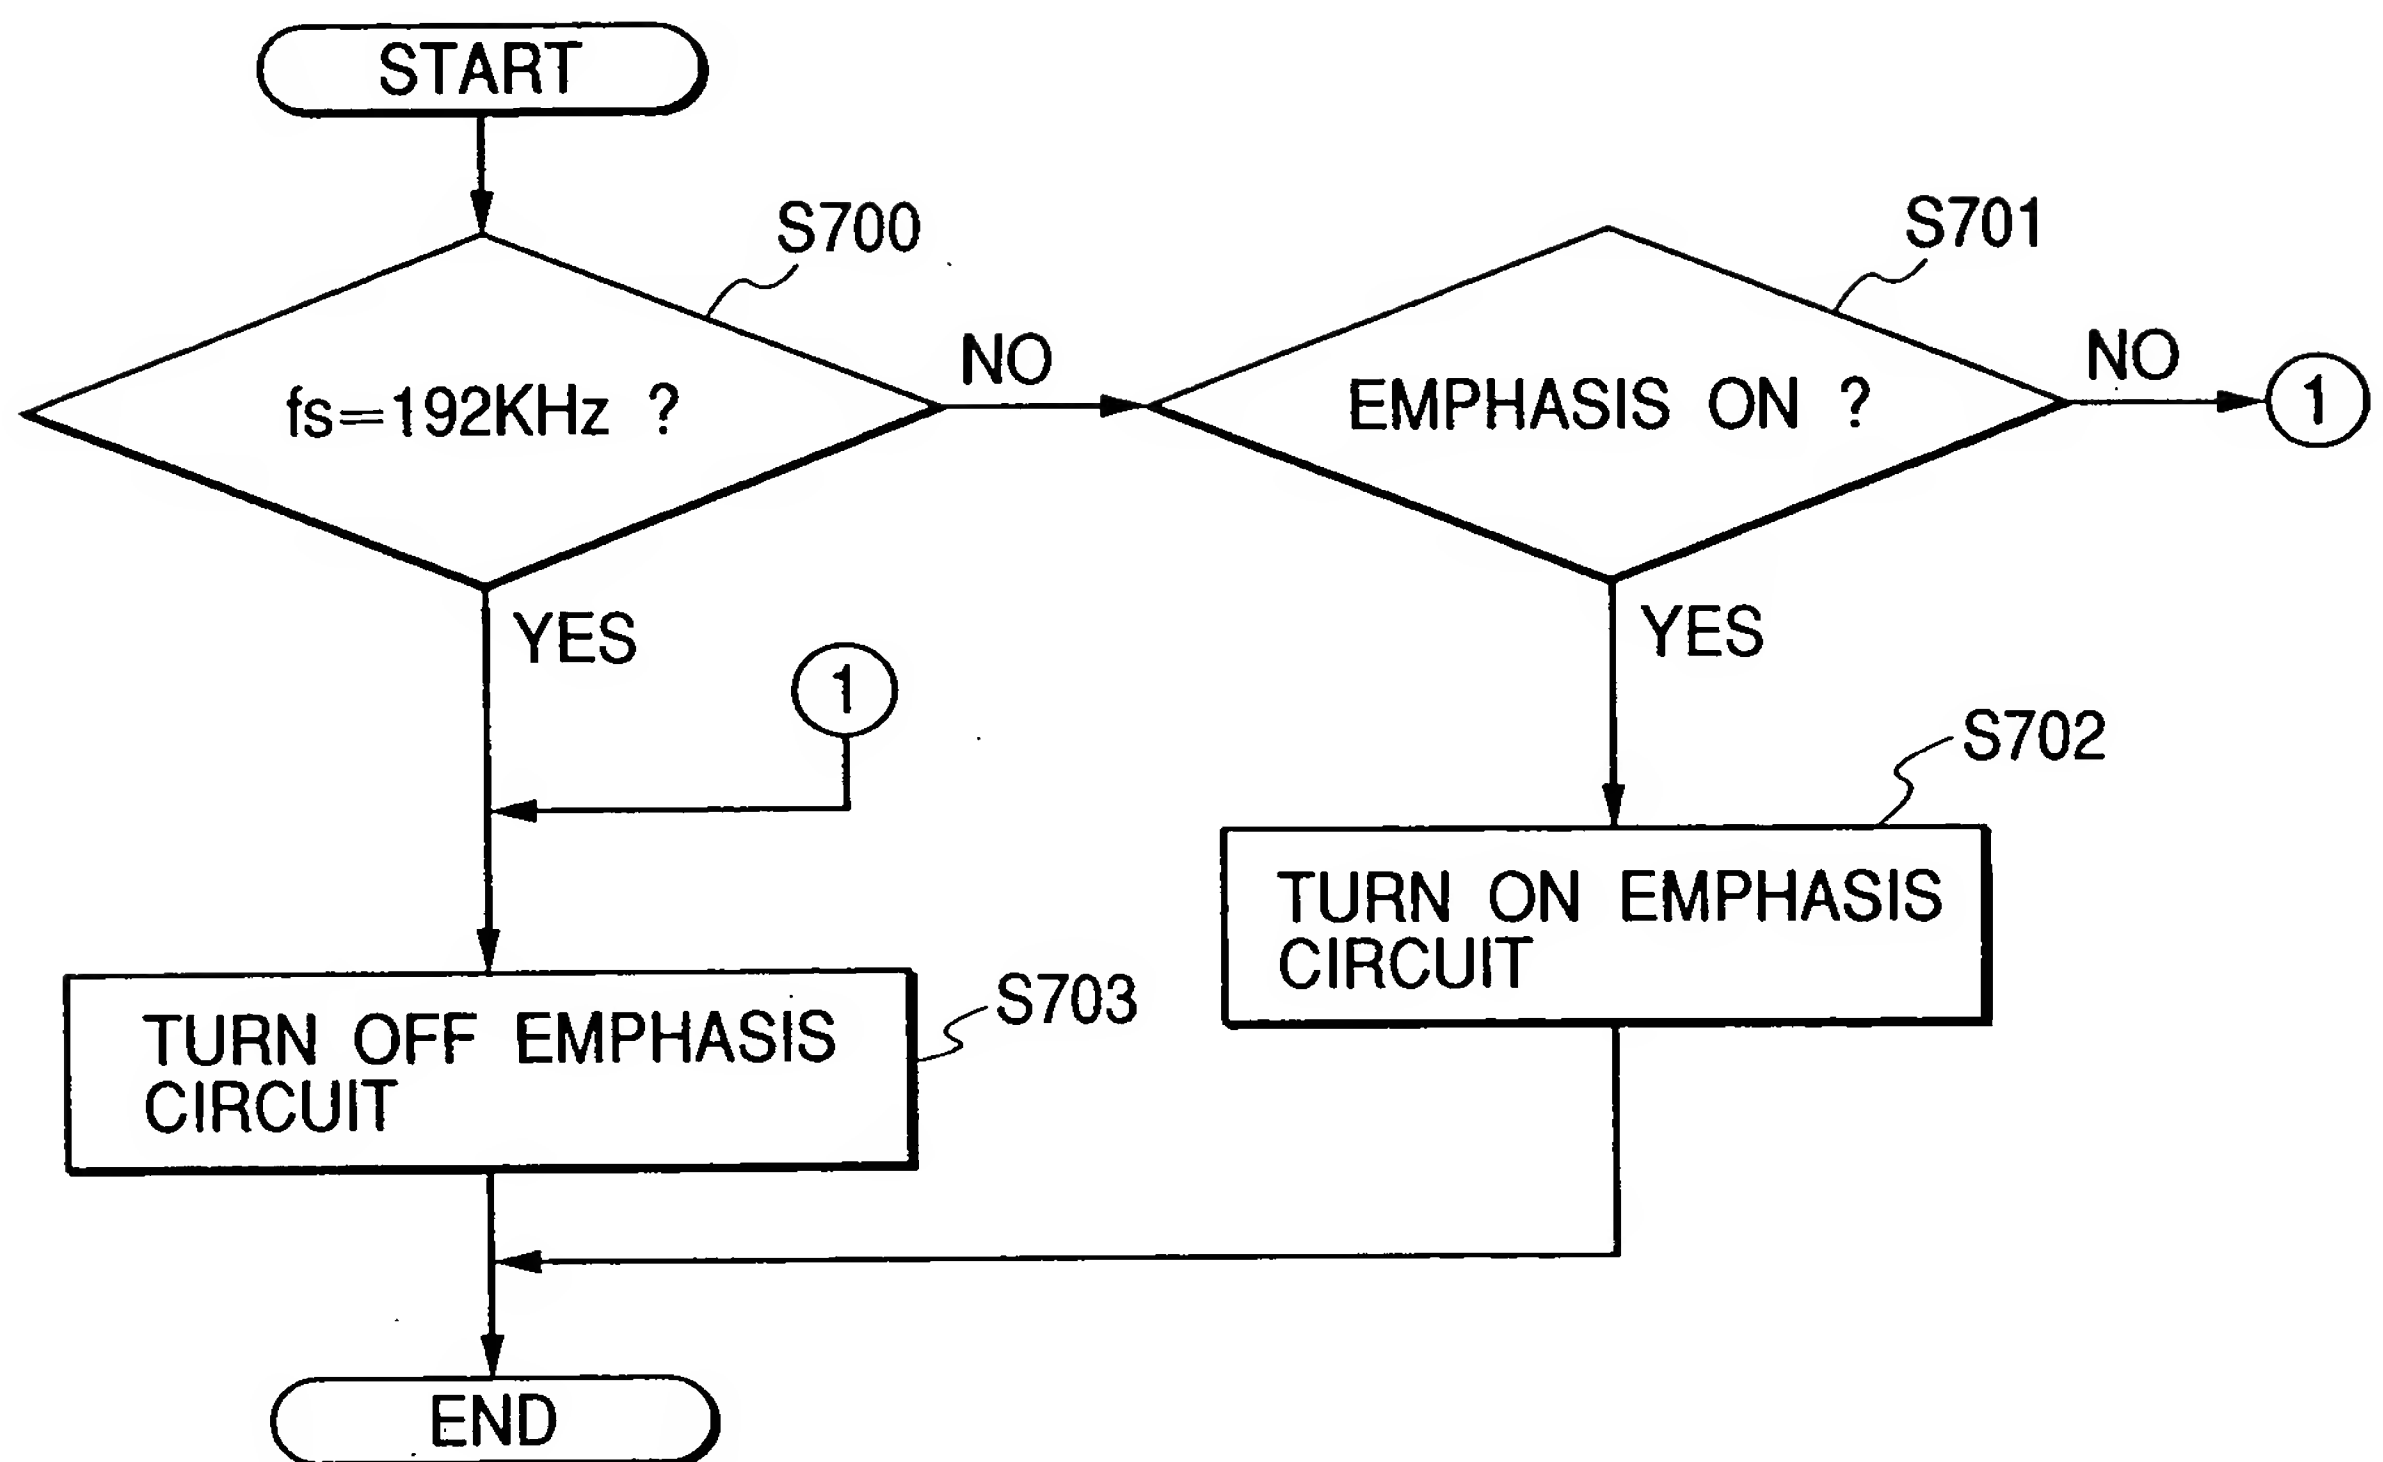 START
S700
S701
fs=192KHz ?
NO
EMPHASIS ON ?
NO
1
YES
YES
1
S702
TURN ON EMPHASIS
CIRCUIT
S703
TURN OFF EMPHASIS
CIRCUIT
END